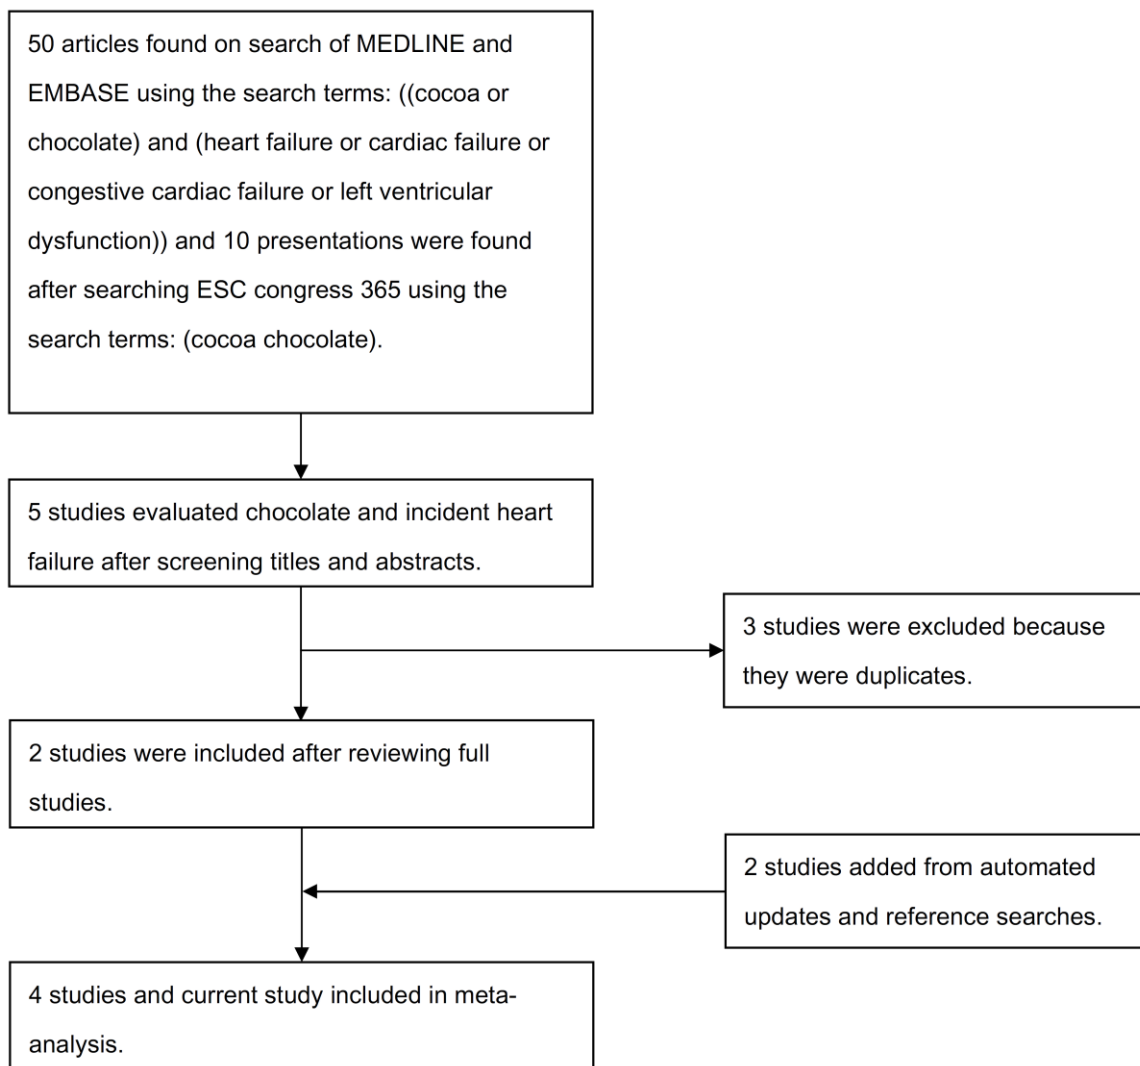 50 articles found on search of MEDLINE and
EMBASE using the search terms: ((cocoa or
chocolate) and (heart failure or cardiac failure or
congestive cardiac failure or left ventricular
dysfunction)) and 10 presentations were found
after searching ESC congress 365 using the
search terms: (cocoa chocolate).
5 studies evaluated chocolate and incident heart
failure after screening titles and abstracts.
3 studies were excluded because
they were duplicates.
2 studies were included after reviewing full
studies.
2 studies added from automated
updates and reference searches.
4 studies and current study included in meta-
analysis.